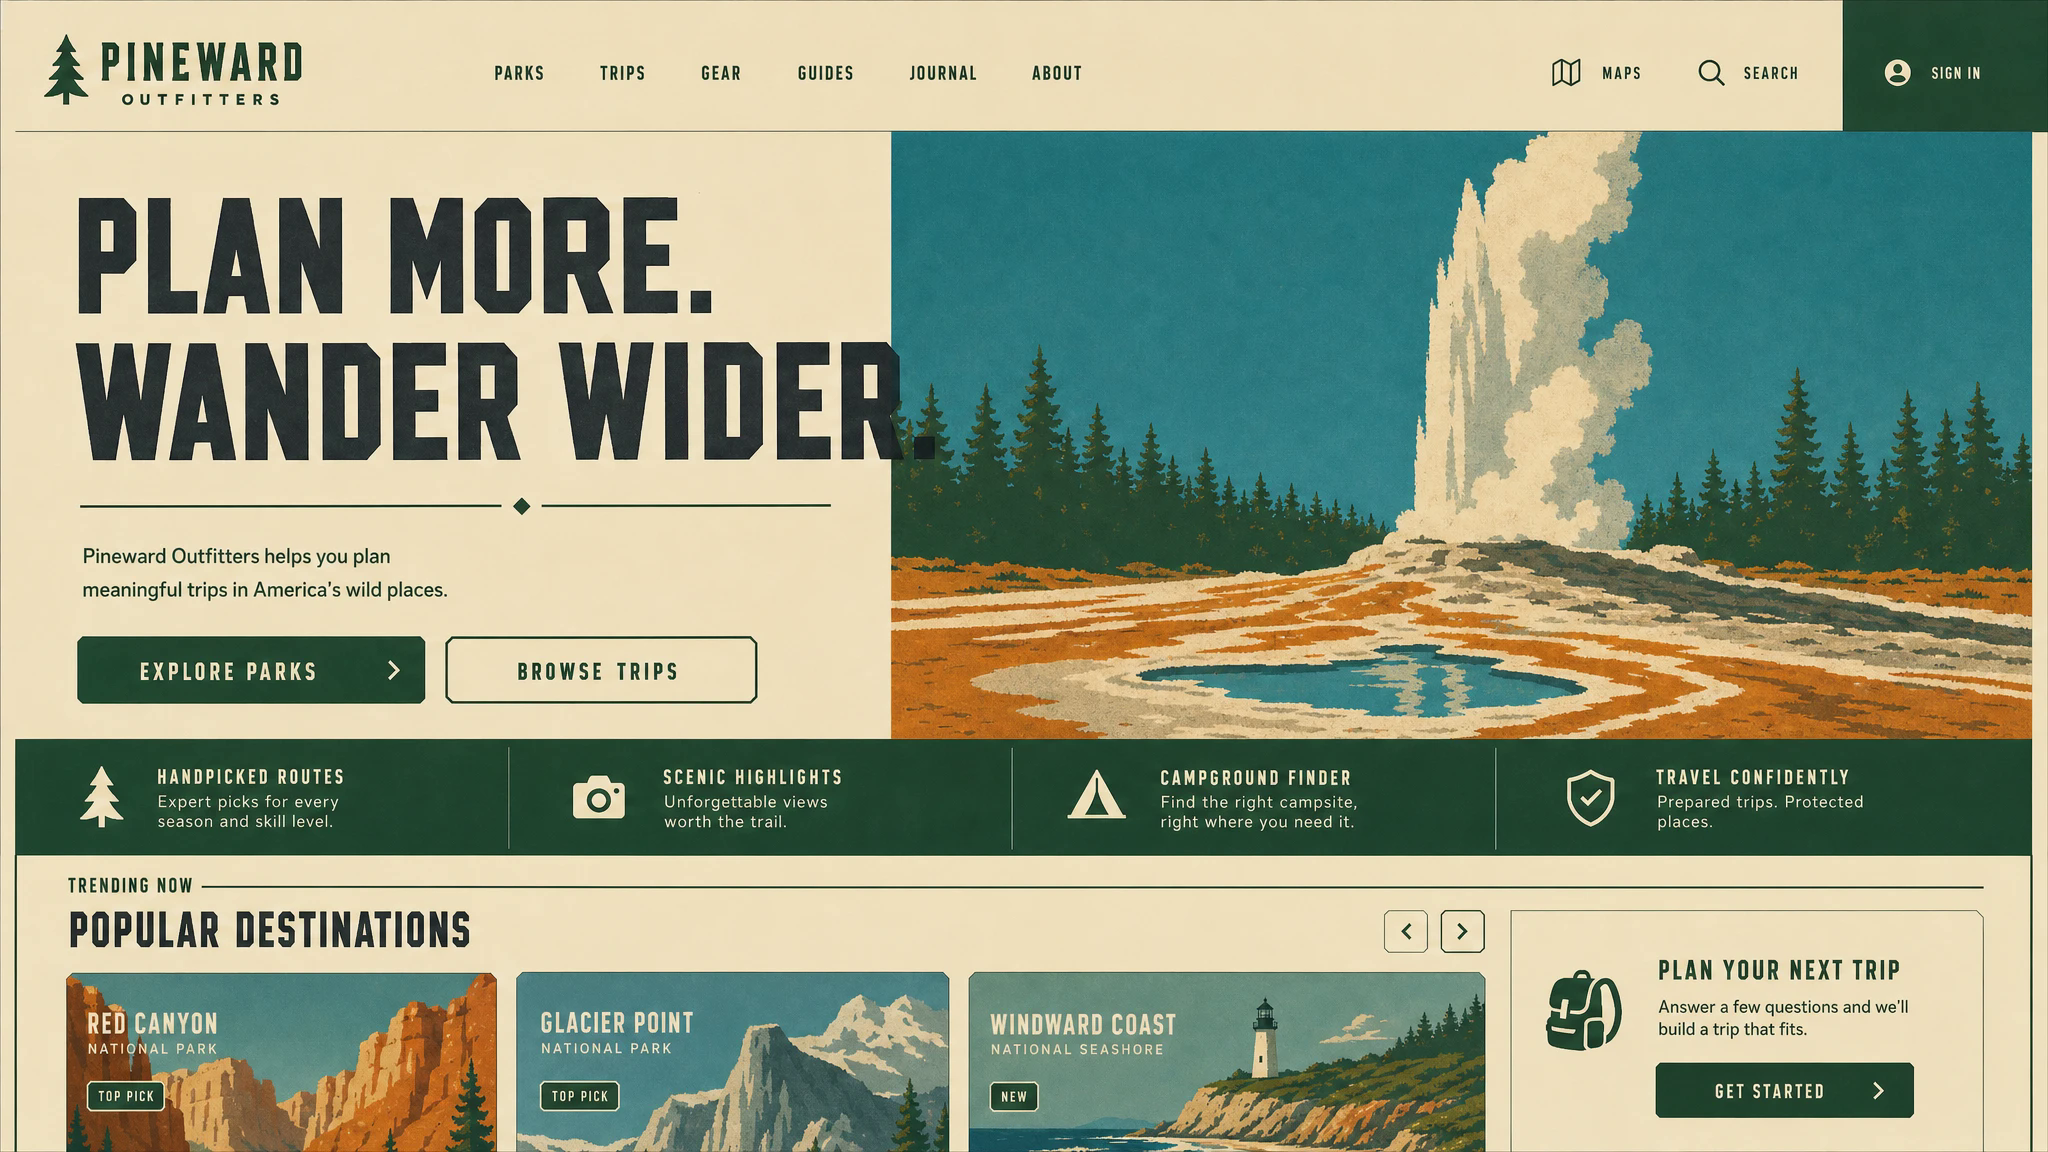 PINEWARD
OUTFITTERS
PARKS
TRIPS
GEAR
GUIDES
JOURNAL
ABOUT
MAPS
SEARCH
SIGN IN
PLAN MORE.
WANDER WIDER.
Pineward Outfitters helps you plan
meaningful trips in America's wild places.
EXPLORE PARKS
BROWSE TRIPS
HANDPICKED ROUTES
Expert picks for every
season and skill level.
SCENIC HIGHLIGHTS
Unforgettable views
worth the trail.
CAMPGROUND FINDER
Find the right campsite,
right where you need it.
TRAVEL CONFIDENTLY
Prepared trips. Protected
places.
TRENDING NOW
POPULAR DESTINATIONS
RED CANYON
NATIONAL PARK
TOP PICK
GLACIER POINT
NATIONAL PARK
TOP PICK
WINDWARD COAST
NATIONAL SEASHORE
NEW
PLAN YOUR NEXT TRIP
Answer a few questions and we'll
build a trip that fits.
GET STARTED